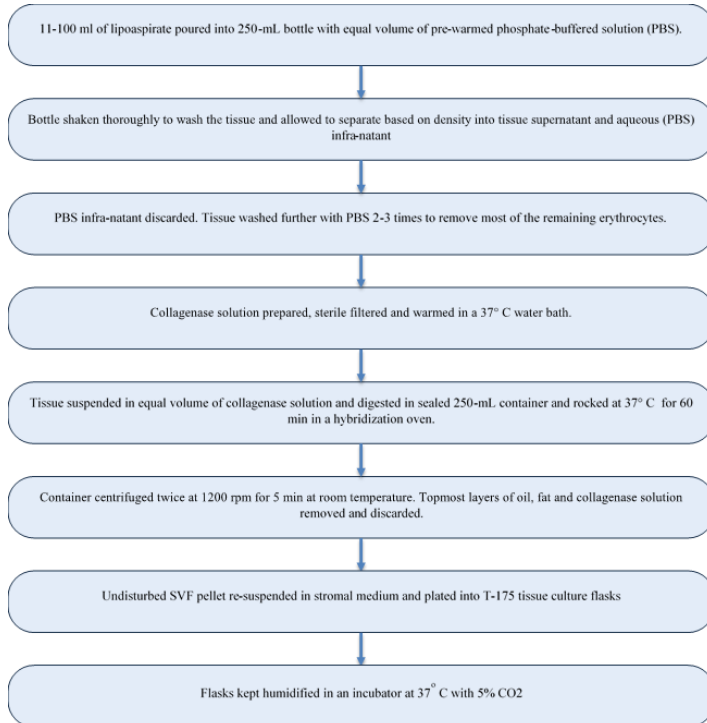 11-100 ml of lipoaspirate poured into 250-mL bottle with equal volume of pre-warmed phosphate-buffered solution (PBS).
Bottle shaken thoroughly to wash the tissue and allowed to separate based on density into tissue supernatant and aqueous (PBS)
infra-natant
PBS infra-natant discarded. Tissue washed further with PBS 2-3 times to remove most of the remaining erythrocytes.
Collagenase solution prepared, sterile filtered and warmed in a 37° C water bath.
Tissue suspended in equal volume of collagenase solution and digested in sealed 250-mL container and rocked at 37° C for 60
min in a hybridization oven.
Container centrifuged twice at 1200 rpm for 5 min at room temperature. Topmost layers of oil, fat and collagenase solution
removed and discarded.
Undisturbed SVF pellet re-suspended in stromal medium and plated into T-175 tissue culture flasks
Flasks kept humidified in an incubator at 37° C with 5% CO2